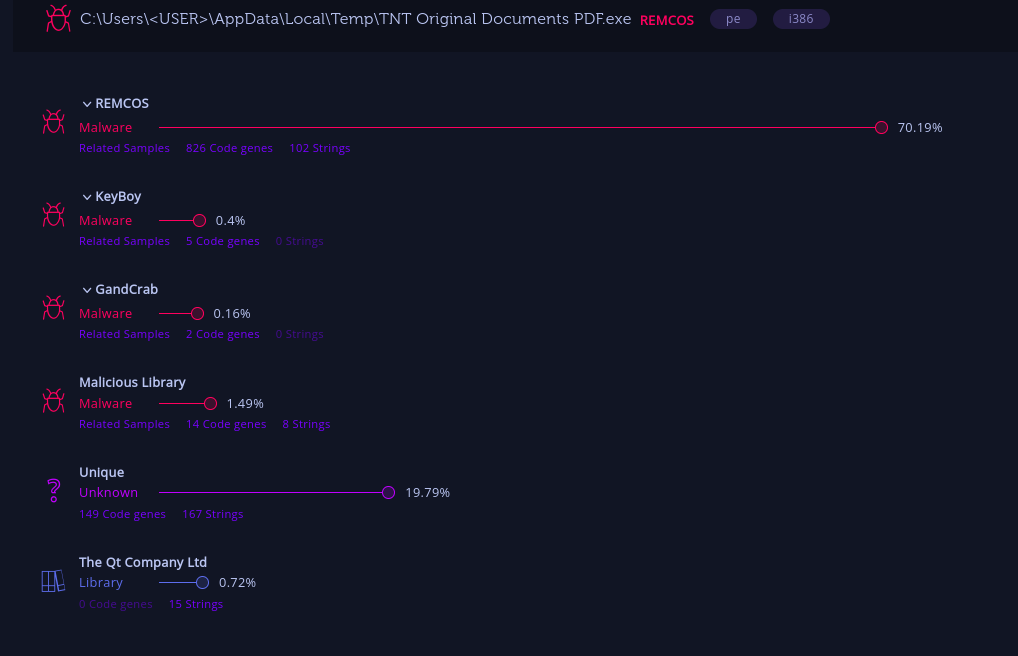 C:\Users\<USER>\AppData\Local\Temp\TNT Original Documents PDF.exe REMCOS pe i386
REMCOS
Malware 70.19%
Related Samples 826 Code genes 102 Strings
KeyBoy
Malware 0.4%
Related Samples 5 Code genes 0 Strings
GandCrab
Malware 0.16%
Related Samples 2 Code genes 0 Strings
Malicious Library
Malware 1.49%
Related Samples 14 Code genes 8 Strings
Unique
Unknown 19.79%
149 Code genes 167 Strings
The Qt Company Ltd
Library 0.72%
0 Code genes 15 Strings